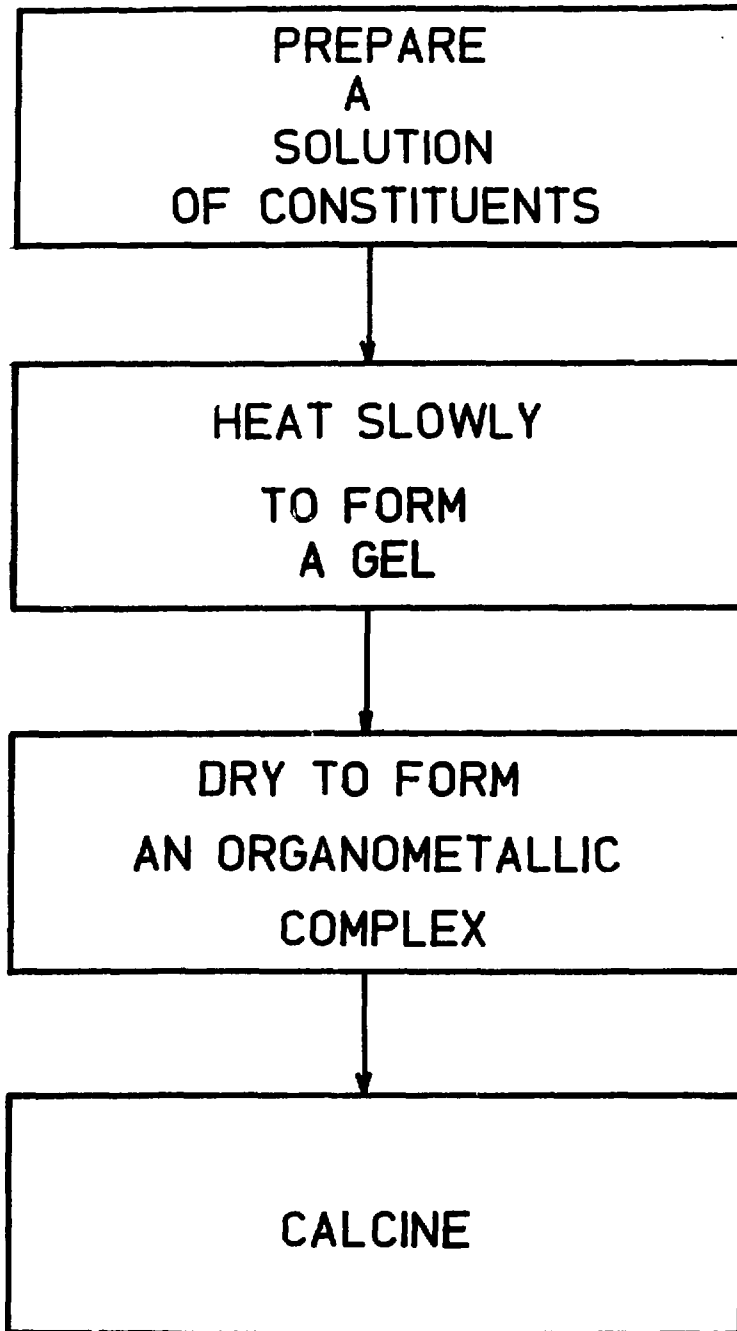 PREPARE
A
SOLUTION
OF CONSTITUENTS
HEAT SLOWLY
TO FORM
A GEL
DRY TO FORM
AN ORGANOMETALLIC
COMPLEX
CALCINE